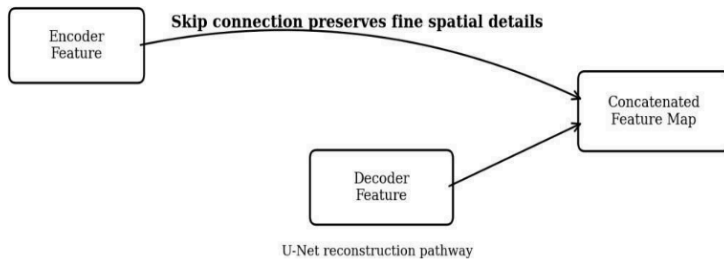 Skip connection preserves fine spatial details
Encoder
Feature
Concatenated
Feature Map
Decoder
Feature
U-Net reconstruction pathway